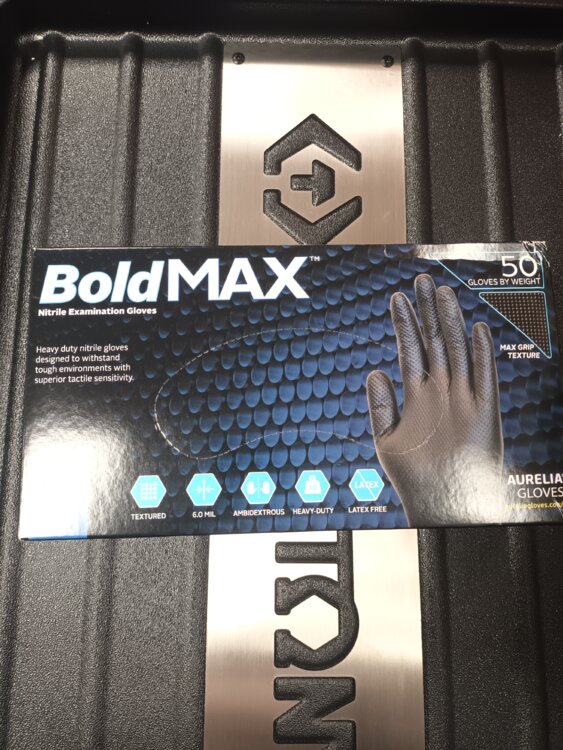 BoldMAX™
Nitrile Examination Gloves
50
GLOVES BY WEIGHT
MAX GRIP
TEXTURE
Heavy duty nitrile gloves
designed to withstand
tough environments with
superior tactile sensitivity.
LATEX
TEXTURED
6.0 MIL
AMBIDEXTROUS
HEAVY-DUTY
LATEX FREE
AURELIA
GLOVES